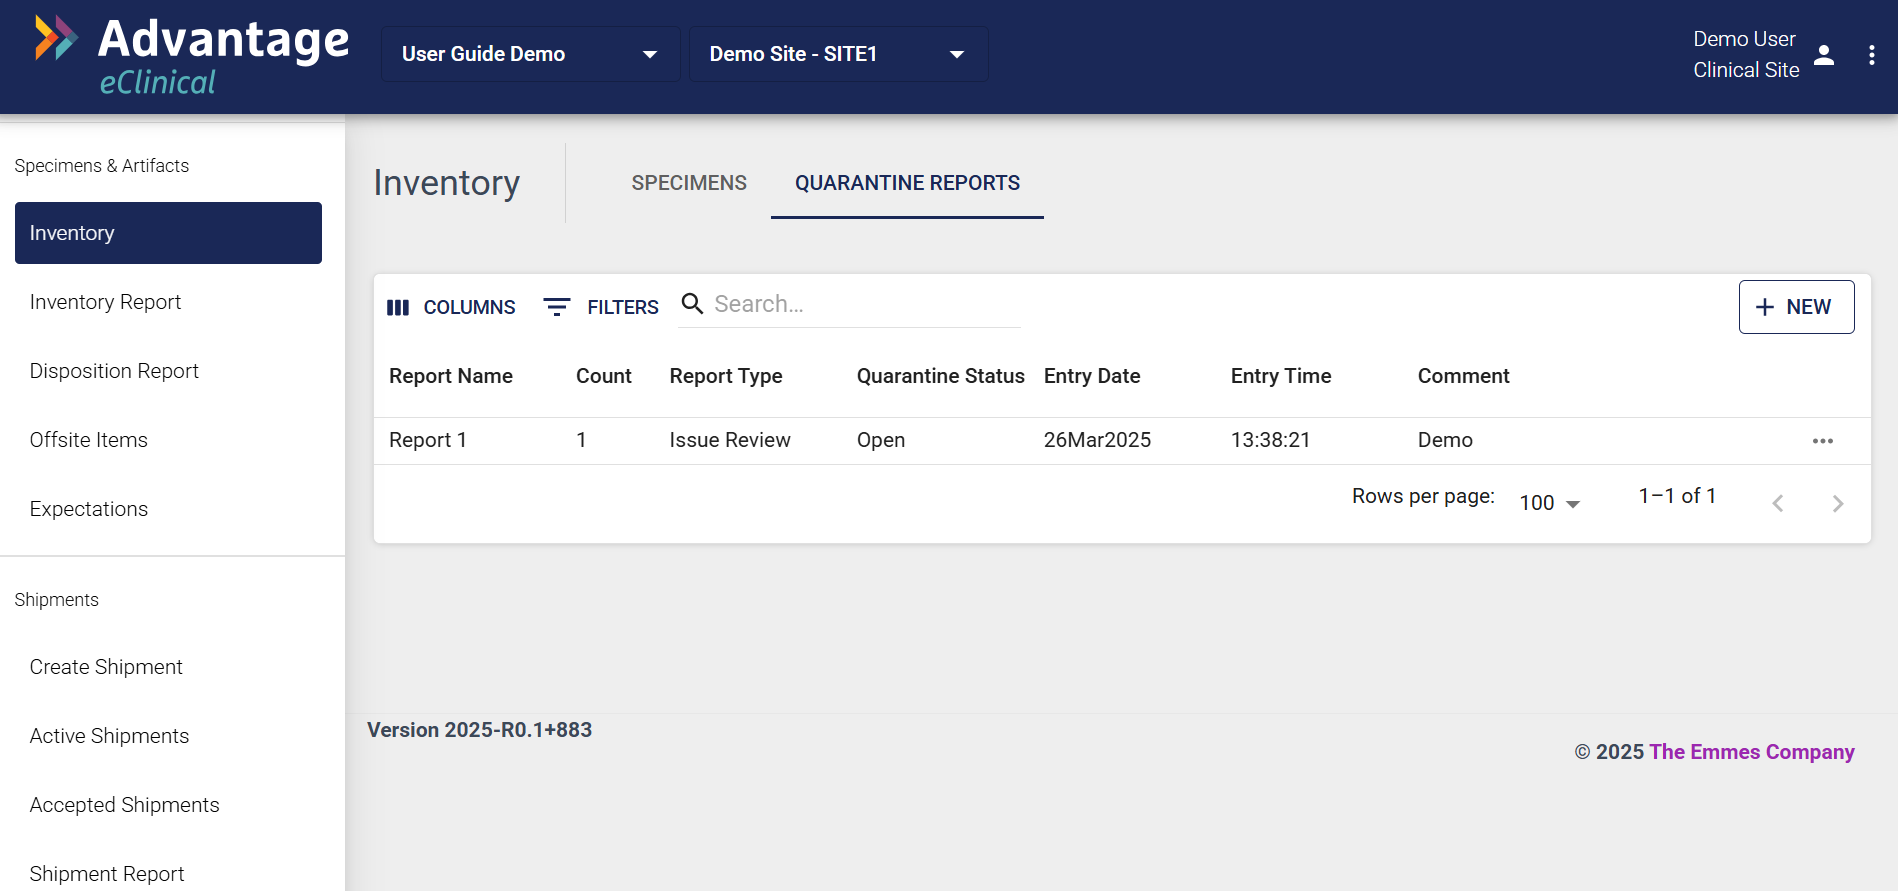 Advantage
eClinical
User Guide Demo
Demo Site - SITE1
Demo User
Clinical Site
Specimens & Artifacts
Inventory
Inventory Report
Disposition Report
Offsite Items
Expectations
Shipments
Create Shipment
Active Shipments
Accepted Shipments
Shipment Report
Inventory
SPECIMENS
QUARANTINE REPORTS
COLUMNS
FILTERS
Search...
+ NEW
Report Name Count Report Type Quarantine Status Entry Date Entry Time Comment
Report 1 1 Issue Review Open 26Mar2025 13:38:21 Demo
Rows per page: 100 1–1 of 1
Version 2025-R0.1+883
© 2025 The Emmes Company